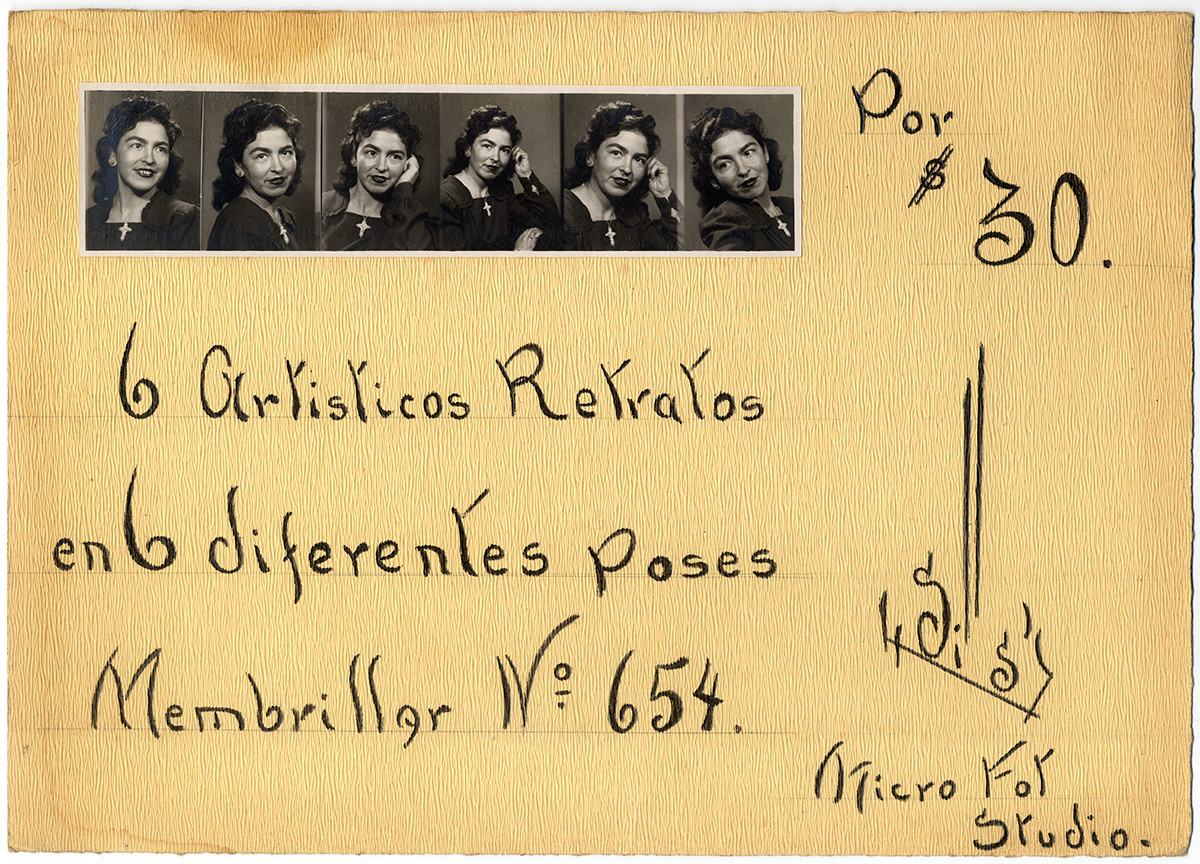 Por
$ 30.
6 Artisticos Retratos
en 6 diferentes poses
Membrillar Nº 654.
Micro Fot
Studio.